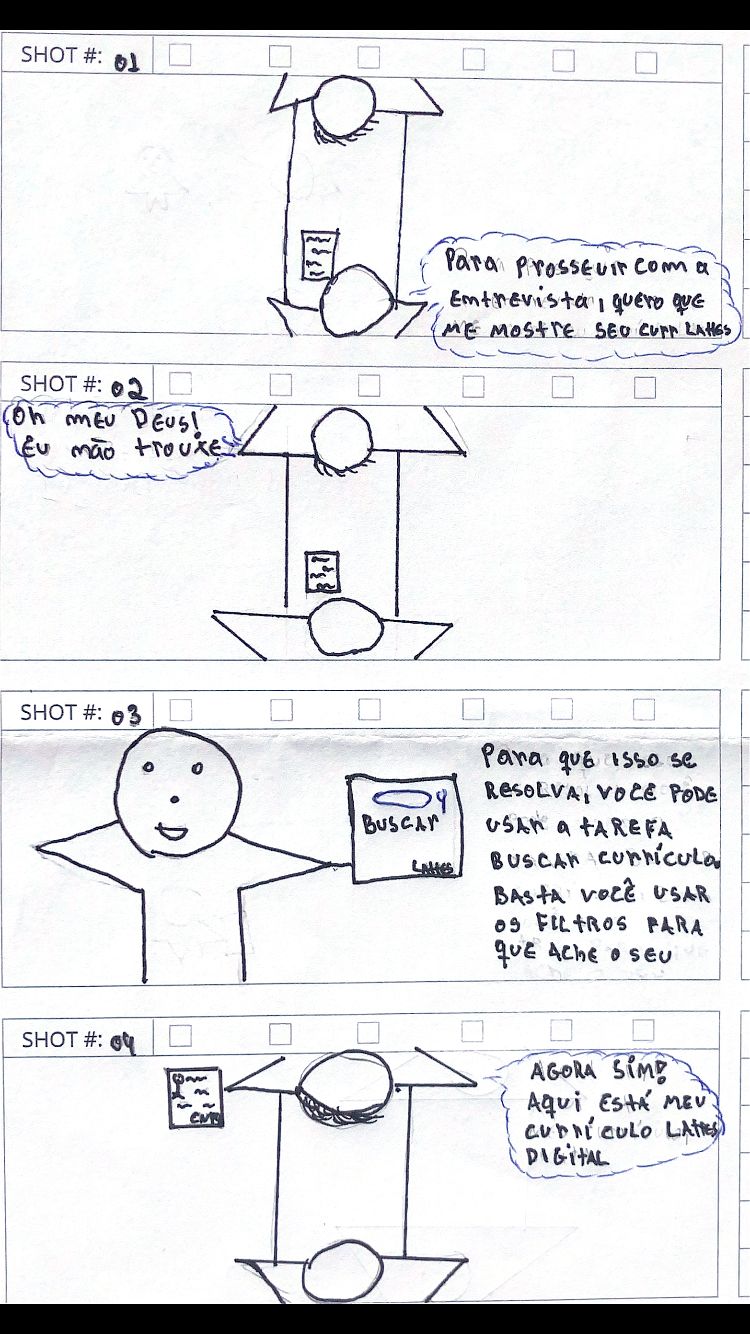 SHOT #: 01
Para Prosseuir com a
Entrevista, quero que
ME MOSTRE SEU CURR LATTES
SHOT #: 02
Oh meu Deus!
Eu não trouxe
SHOT #: 03
BUSCAr
LATTES
Para que isso se
RESOLVA, VOCÊ PODE
usar a tAREFA
BUSCAR currículo.
BASTA VOCÊ USAR
OS FILTROS PARA
quE ACHE O SEU
SHOT #: 04
CURR
AGORA SIM!
AQUI ESTÁ MEU
currículo LATTES
DIGITAL